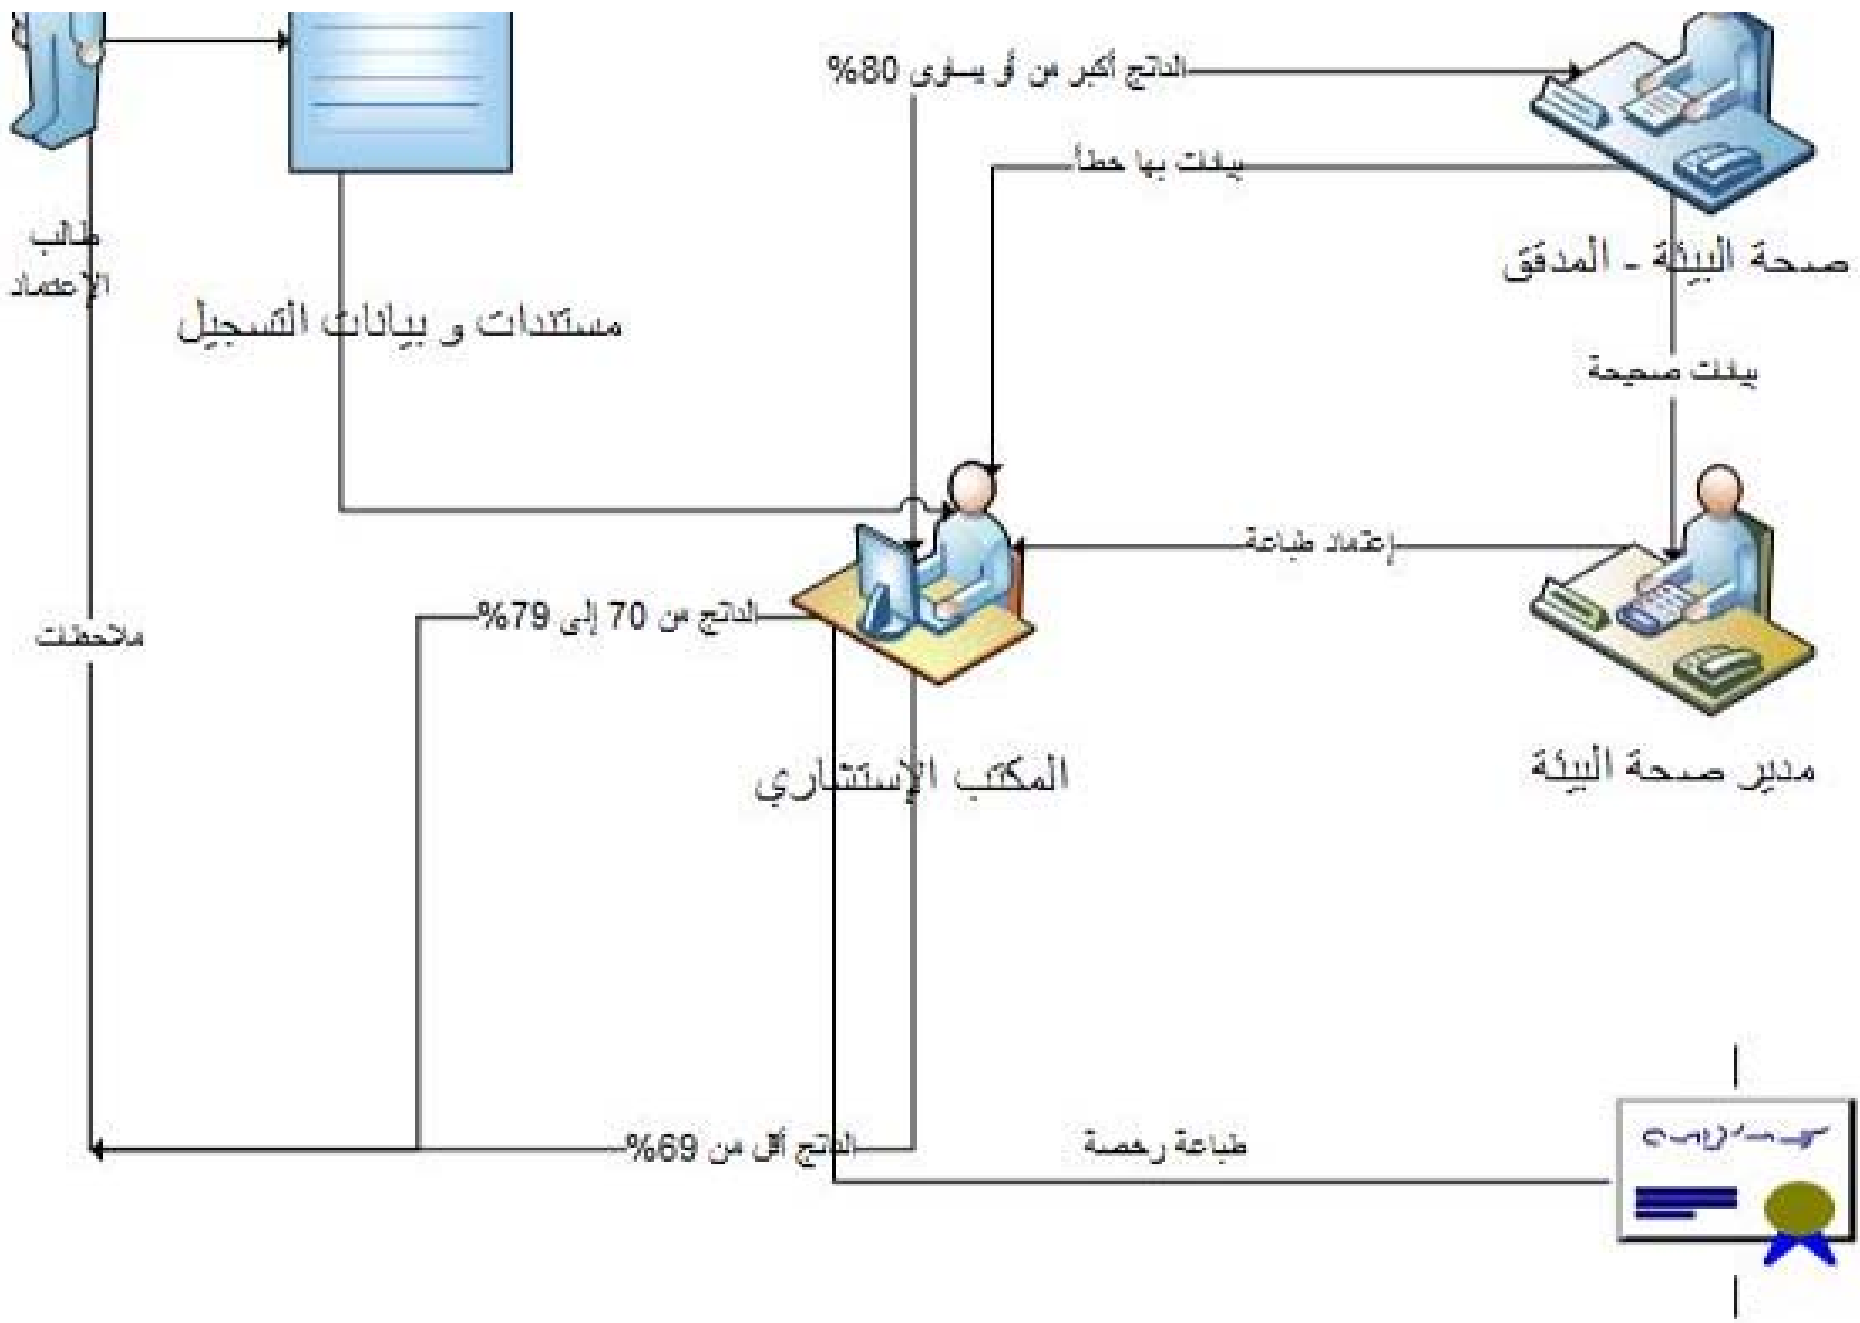 الناتج أكبر من أو يساوى 80%
بيانات بها خطأ
صحة البيئة - المدقق
طالب
الإعتماد
مستندات و بيانات التسجيل
بيانات صحيحة
إعتماد طباعة
الناتج من 70 إلى 79%
ملاحظات
مدير صحة البيئة
المكتب الإستشاري
الناتج أقل من 69%
طباعة رخصة